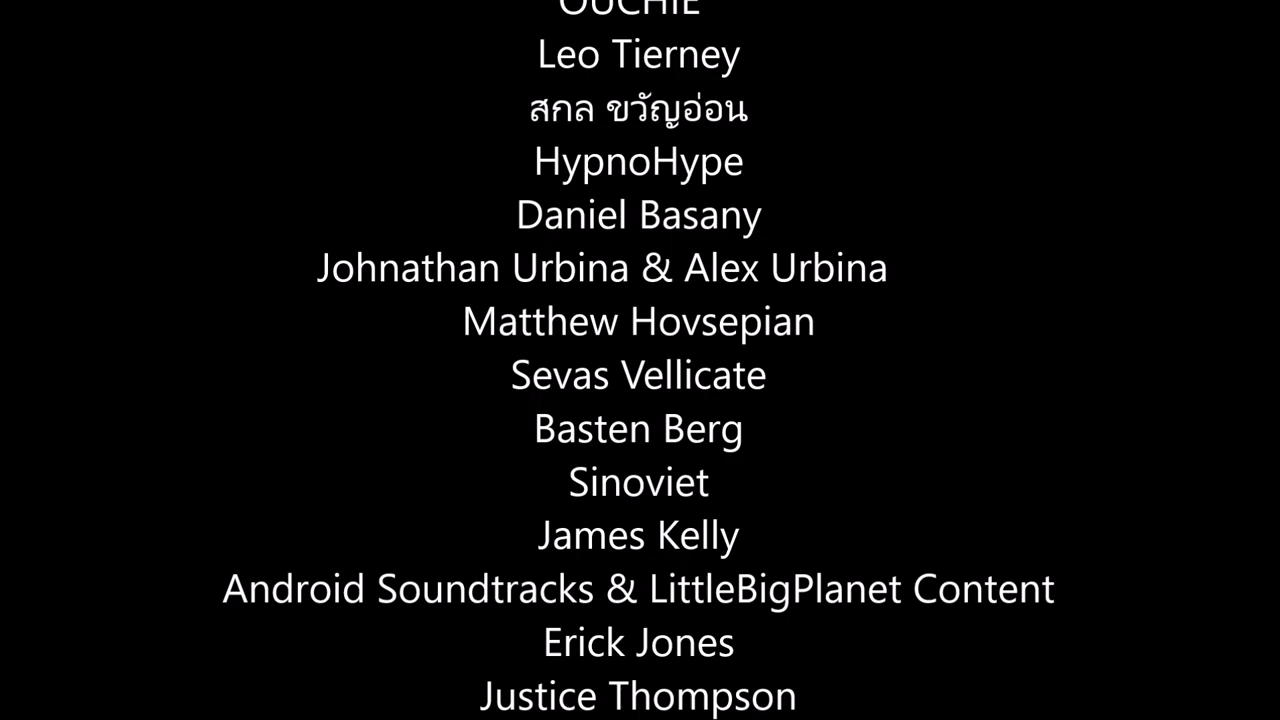 OUCHIE
Leo Tierney
สกล ขวัญอ่อน
HypnoHype
Daniel Basany
Johnathan Urbina & Alex Urbina
Matthew Hovsepian
Sevas Vellicate
Basten Berg
Sinoviet
James Kelly
Android Soundtracks & LittleBigPlanet Content
Erick Jones
Justice Thompson